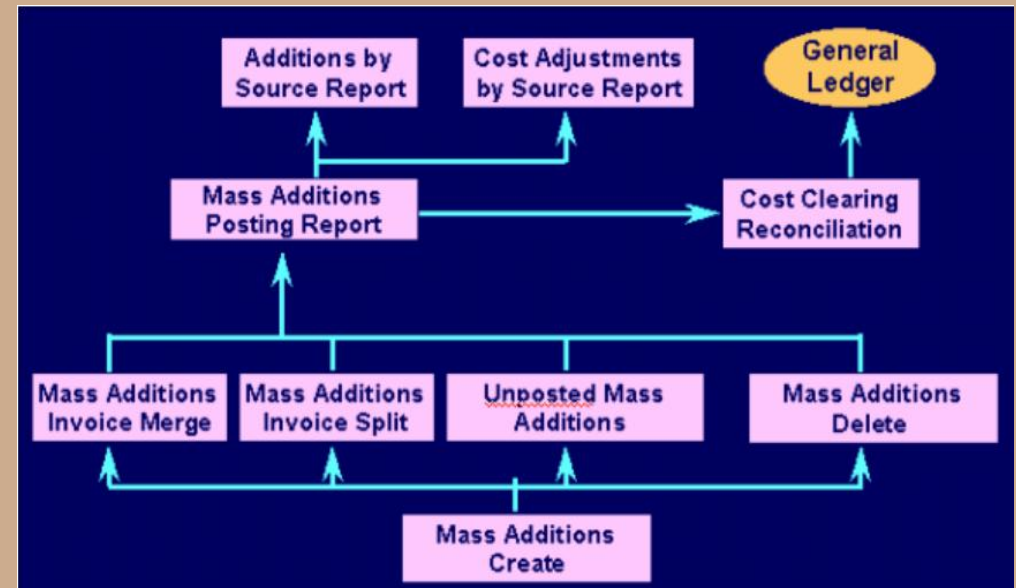 Additions by
Source Report
Cost Adjustments
by Source Report
General
Ledger
Mass Additions
Posting Report
Cost Clearing
Reconciliation
Mass Additions
Invoice Merge
Mass Additions
Invoice Split
Unposted Mass
Additions
Mass Additions
Delete
Mass Additions
Create